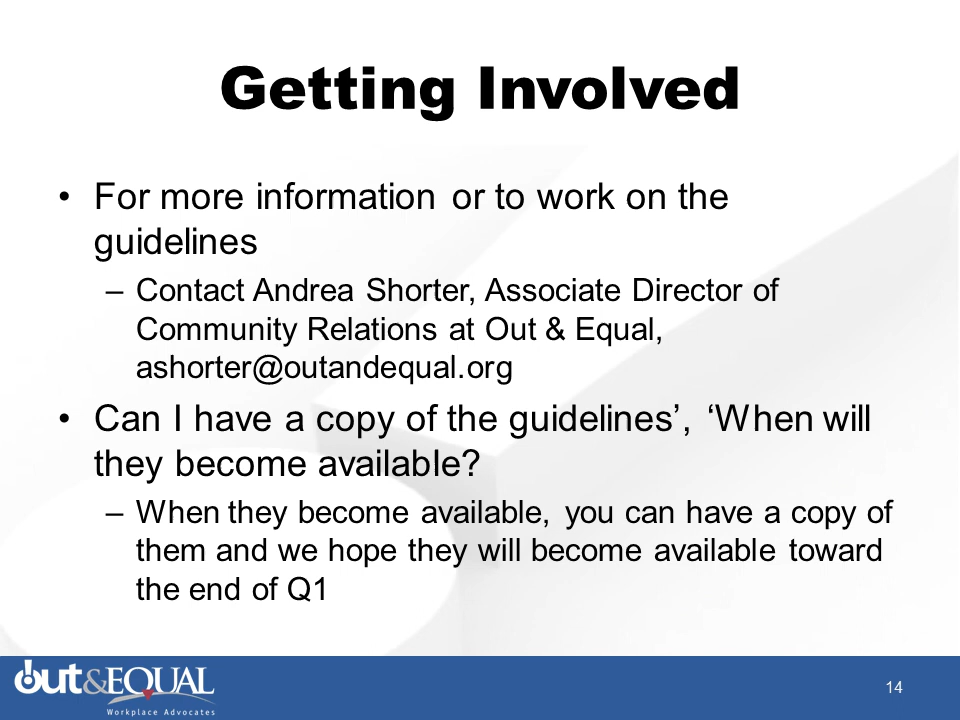 Getting Involved
• For more information or to work on the
guidelines
– Contact Andrea Shorter, Associate Director of
Community Relations at Out & Equal,
ashorter@outandequal.org
• Can I have a copy of the guidelines’, ‘When will
they become available?
– When they become available, you can have a copy of
them and we hope they will become available toward
the end of Q1
Out&EQUAL
Workplace Advocates
14